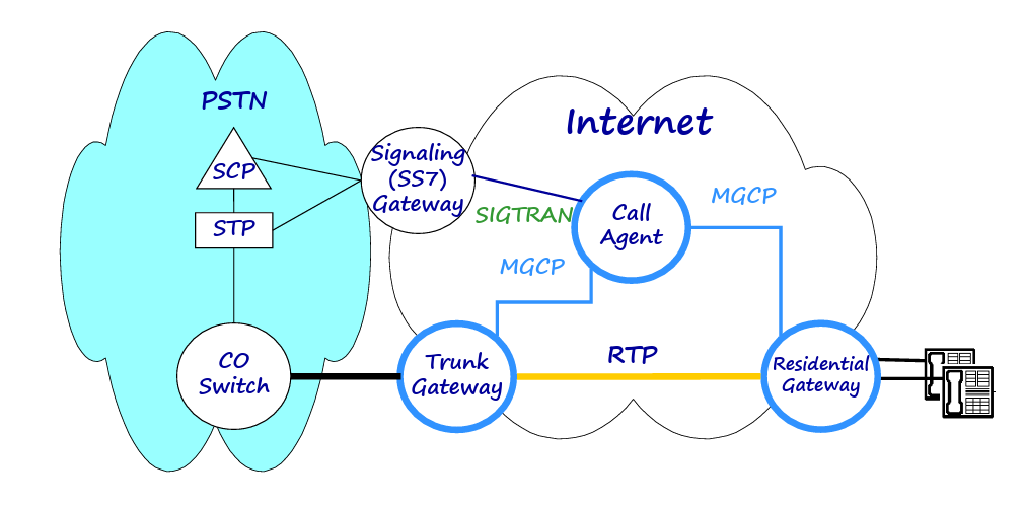 PSTN
Internet
SCP
Signaling
(SS7)
Gateway
STP
SIGTRAN
Call
Agent
MGCP
MGCP
CO
Switch
Trunk
Gateway
RTP
Residential
Gateway